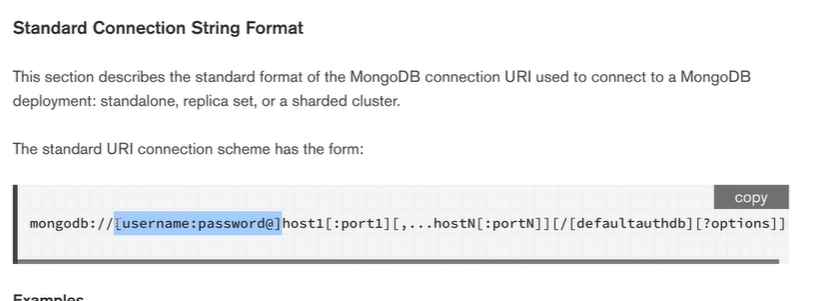 Standard Connection String Format
This section describes the standard format of the MongoDB connection URI used to connect to a MongoDB
deployment: standalone, replica set, or a sharded cluster.
The standard URI connection scheme has the form:
copy
mongodb://[username:password@]host1[:port1][,...hostN[:portN]][/[defaultauthdb][?options]]
Examples